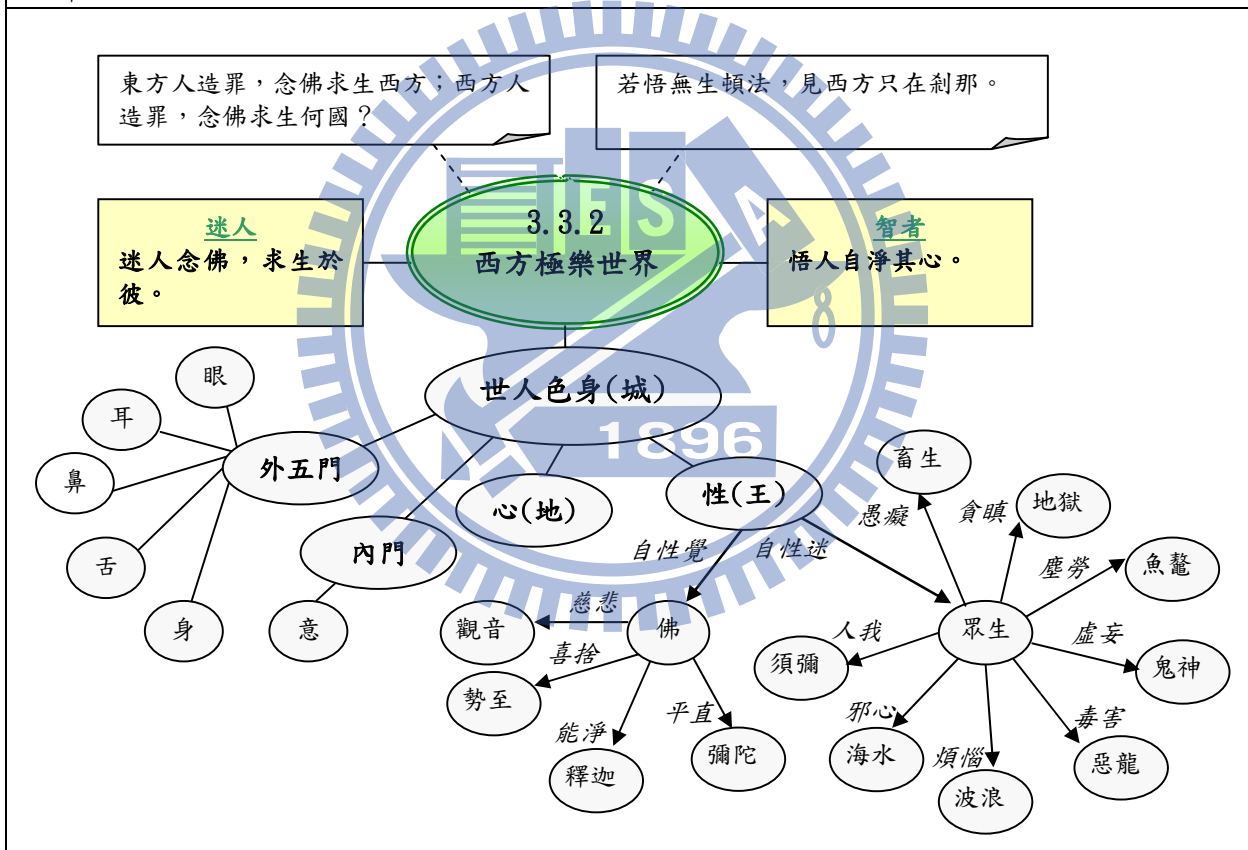 東方人造罪，念佛求生西方；西方人
造罪，念佛求生何國？
若悟無生頓法，見西方只在剎那。
迷人
迷人念佛，求生於
彼。
3.3.2
西方極樂世界
智者
悟人自淨其心。
ES
A
8
1896
世人色身(城)
外五門
眼
耳
鼻
舌
身
內門
意
心(地)
性(王)
自性覺
自性迷
佛
慈悲
觀音
喜捨
勢至
能淨
釋迦
平直
彌陀
眾生
愚癡
畜生
貪瞋
地獄
塵勞
魚鼈
虛妄
鬼神
毒害
惡龍
煩惱
波浪
邪心
海水
人我
須彌